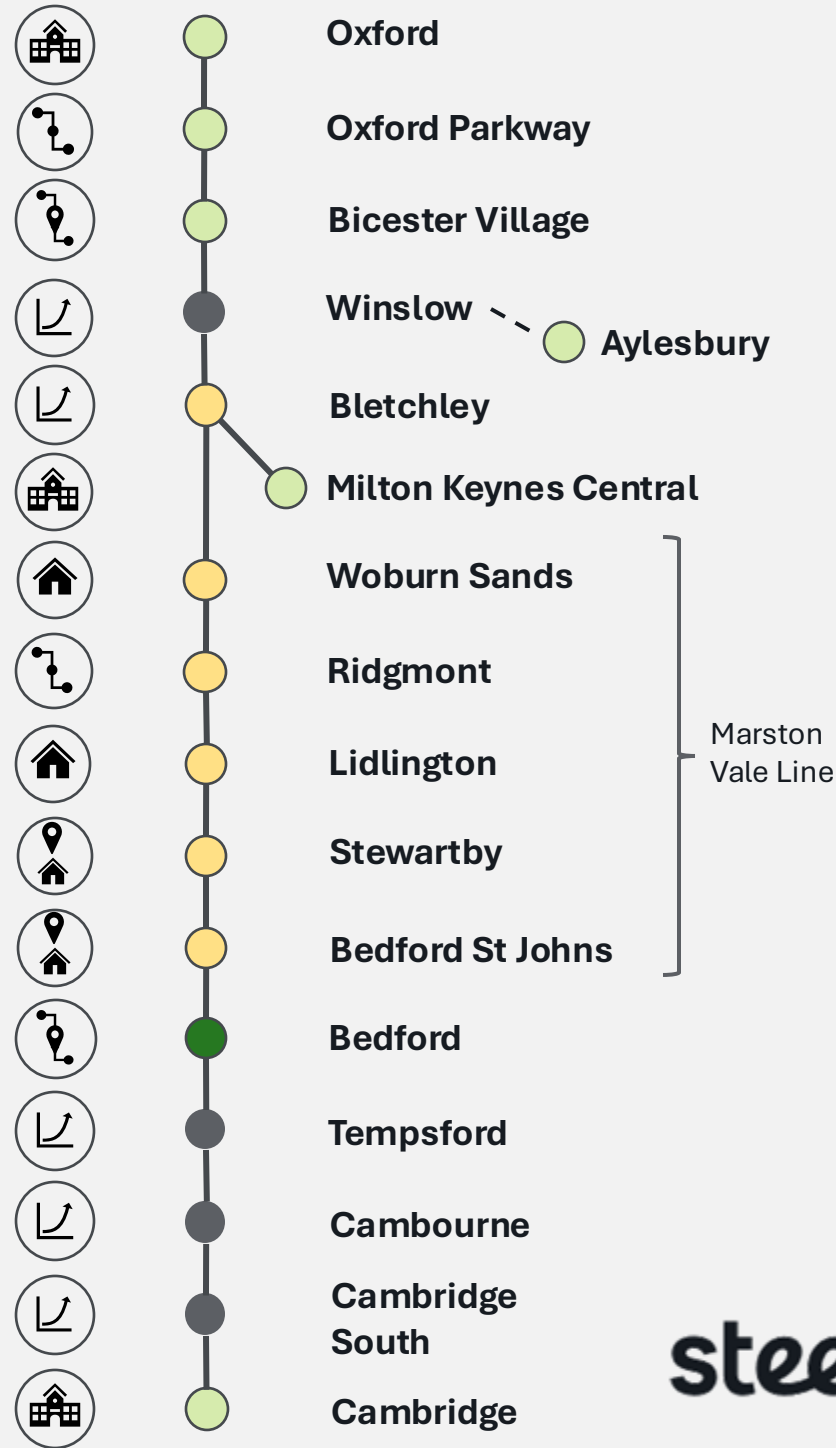 Oxford
Oxford Parkway
Bicester Village
Winslow
Aylesbury
Bletchley
Milton Keynes Central
Woburn Sands
Ridgmont
Marston
Vale Line
Lidlington
Stewartby
Bedford St Johns
Bedford
Tempsford
Cambourne
Cambridge
South
Cambridge